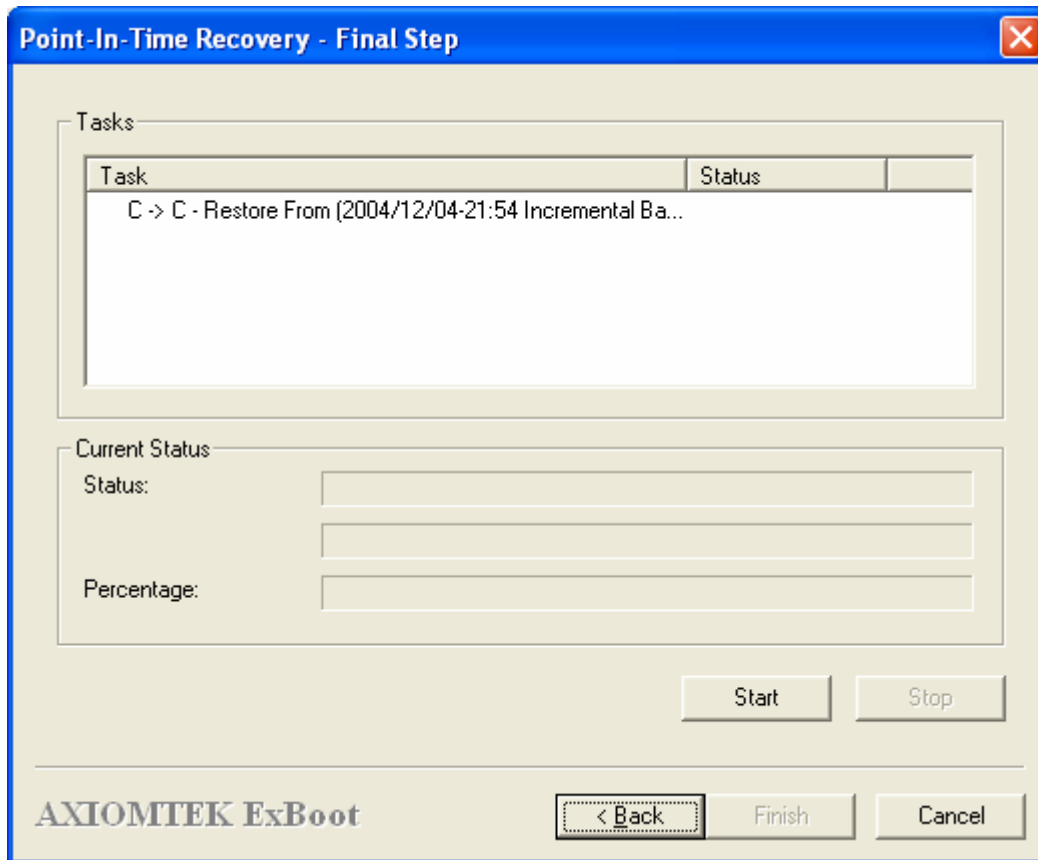 Point-In-Time Recovery - Final Step
Tasks
Task Status
C -> C - Restore From (2004/12/04-21:54 Incremental Ba...
Current Status
Status:
Percentage:
Start Stop
AXIOMTEK ExBoot < Back Finish Cancel